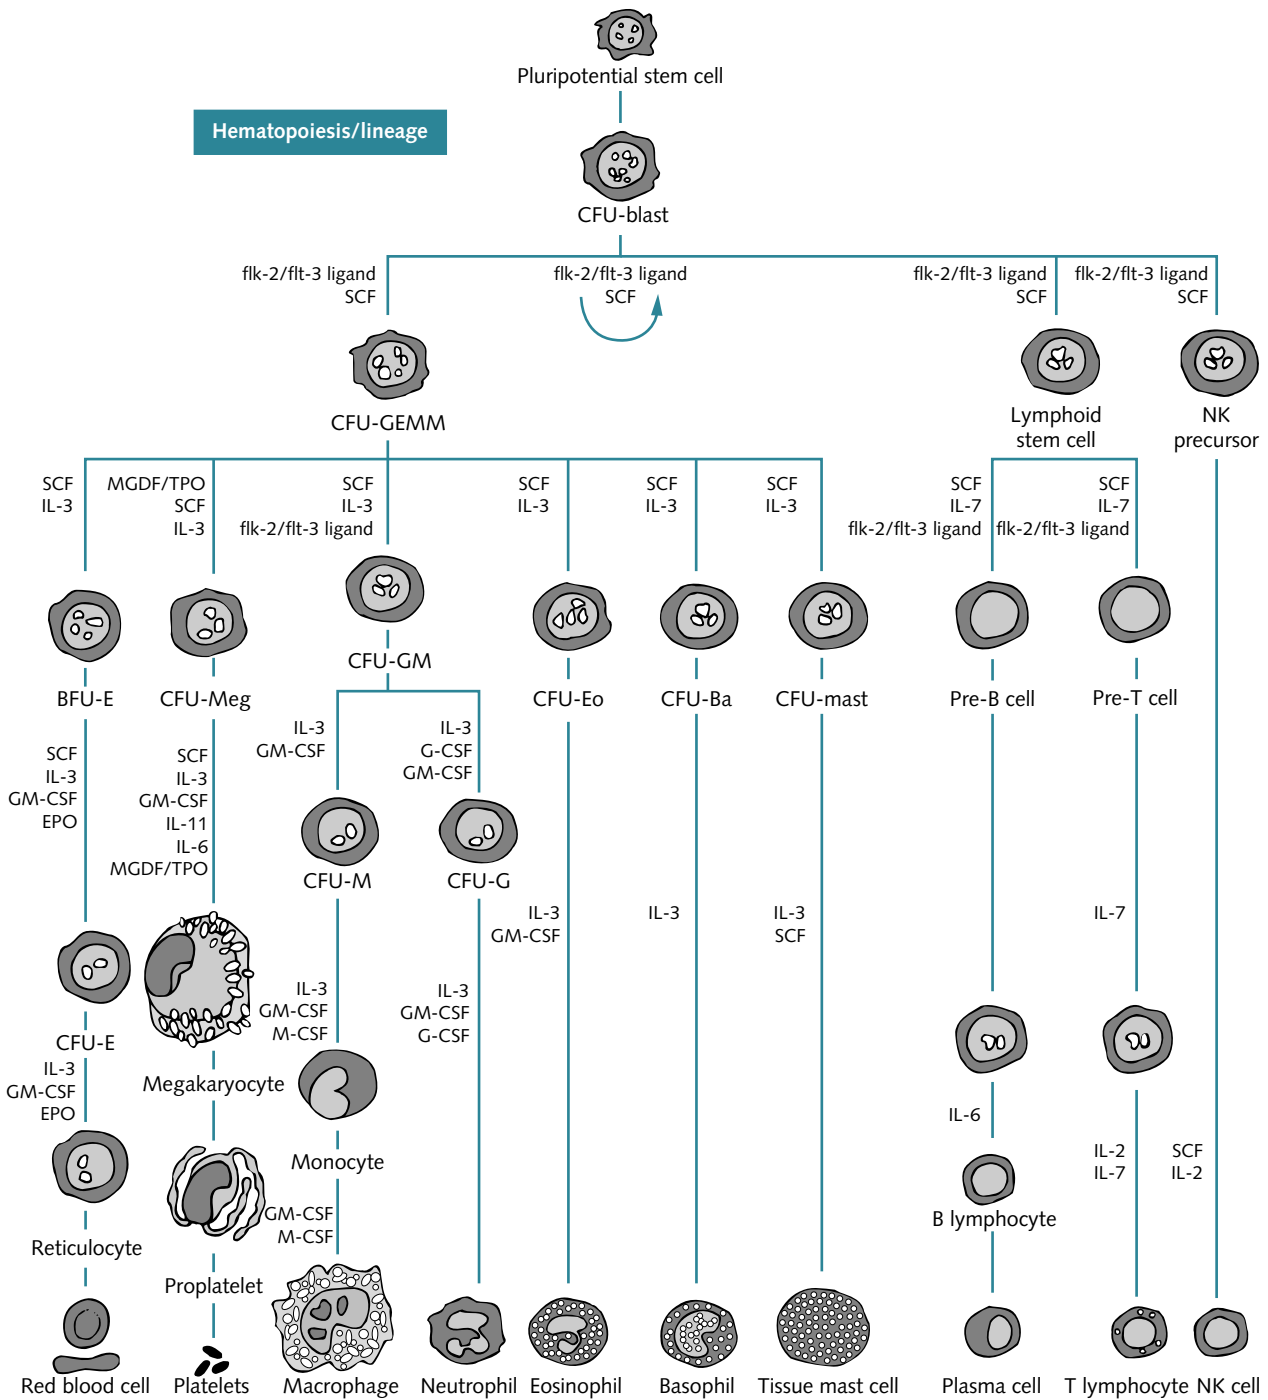 Pluripotential stem cell
Hematopoiesis/lineage
CFU-blast
flk-2/flt-3 ligand
SCF
flk-2/flt-3 ligand
SCF
flk-2/flt-3 ligand
SCF
flk-2/flt-3 ligand
SCF
CFU-GEMM
Lymphoid
stem cell
NK
precursor
SCF
IL-3
MGDF/TPO
SCF
IL-3
SCF
IL-3
flk-2/flt-3 ligand
SCF
IL-3
SCF
IL-3
SCF
IL-3
SCF
IL-7
flk-2/flt-3 ligand
SCF
IL-7
flk-2/flt-3 ligand
CFU-GM
BFU-E
CFU-Meg
CFU-Eo
CFU-Ba
CFU-mast
Pre-B cell
Pre-T cell
SCF
IL-3
GM-CSF
EPO
SCF
IL-3
GM-CSF
IL-11
IL-6
MGDF/TPO
IL-3
GM-CSF
IL-3
G-CSF
GM-CSF
CFU-M
CFU-G
IL-3
GM-CSF
IL-3
IL-3
SCF
IL-7
IL-3
GM-CSF
M-CSF
IL-3
GM-CSF
G-CSF
CFU-E
IL-3
GM-CSF
EPO
Megakaryocyte
Monocyte
IL-6
IL-2
IL-7
SCF
IL-2
GM-CSF
M-CSF
B lymphocyte
Reticulocyte
Proplatelet
Red blood cell
Platelets
Macrophage
Neutrophil
Eosinophil
Basophil
Tissue mast cell
Plasma cell
T lymphocyte
NK cell